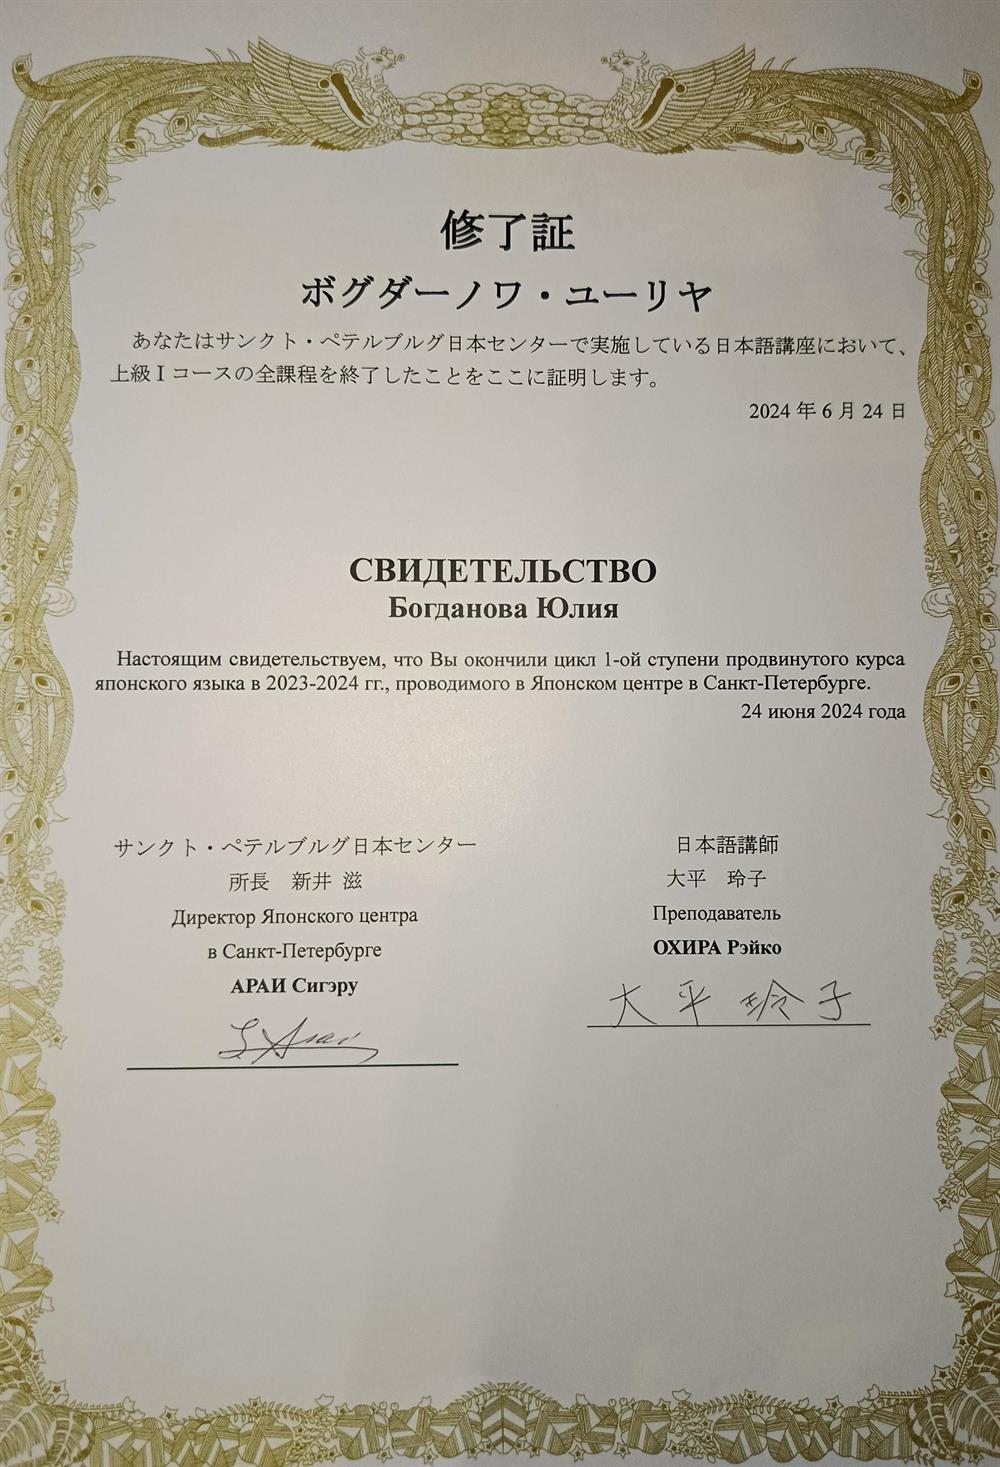 修了証
ボグダーノワ・ユーリヤ
あなたはサンクト・ペテルブルグ日本センターで実施している日本語講座において、
上級Ⅰコースの全課程を終了したことをここに証明します。
2024 年 6 月 24 日
СВИДЕТЕЛЬСТВО
Богданова Юлия
Настоящим свидетельствуем, что Вы окончили цикл 1-ой ступени продвинутого курса
японского языка в 2023-2024 гг., проводимого в Японском центре в Санкт-Петербурге.
24 июня 2024 года
サンクト・ペテルブルグ日本センター
所長　新井 滋
Директор Японского центра
в Санкт-Петербурге
АРАИ Сигэру
S Arai
日本語講師
大平　玲子
Преподаватель
ОХИРА Рэйко
大平 玲子